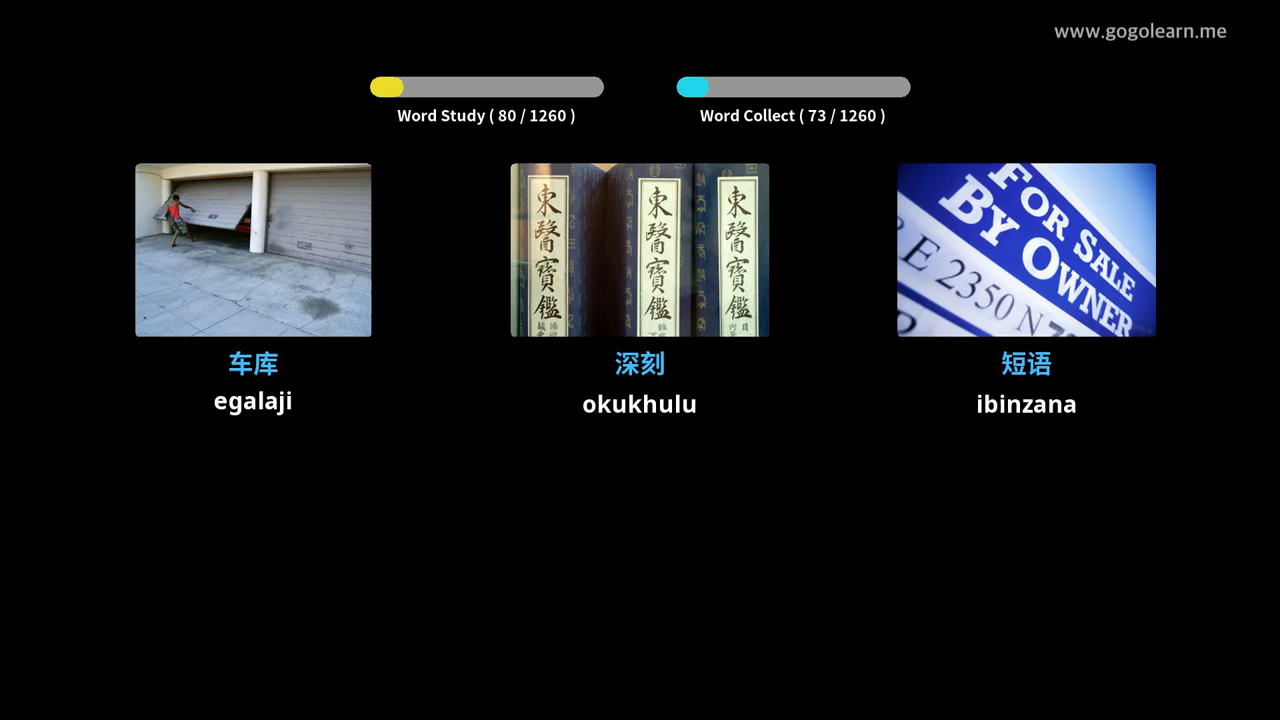 www.gogolearn.me
Word Study ( 80 / 1260 )
Word Collect ( 73 / 1260 )
東醫寶鑑
東醫寶鑑
東醫寶鑑
FOR SALE
BY OWNER
E 2350 N
车库
深刻
短语
egalaji
okukhulu
ibinzana